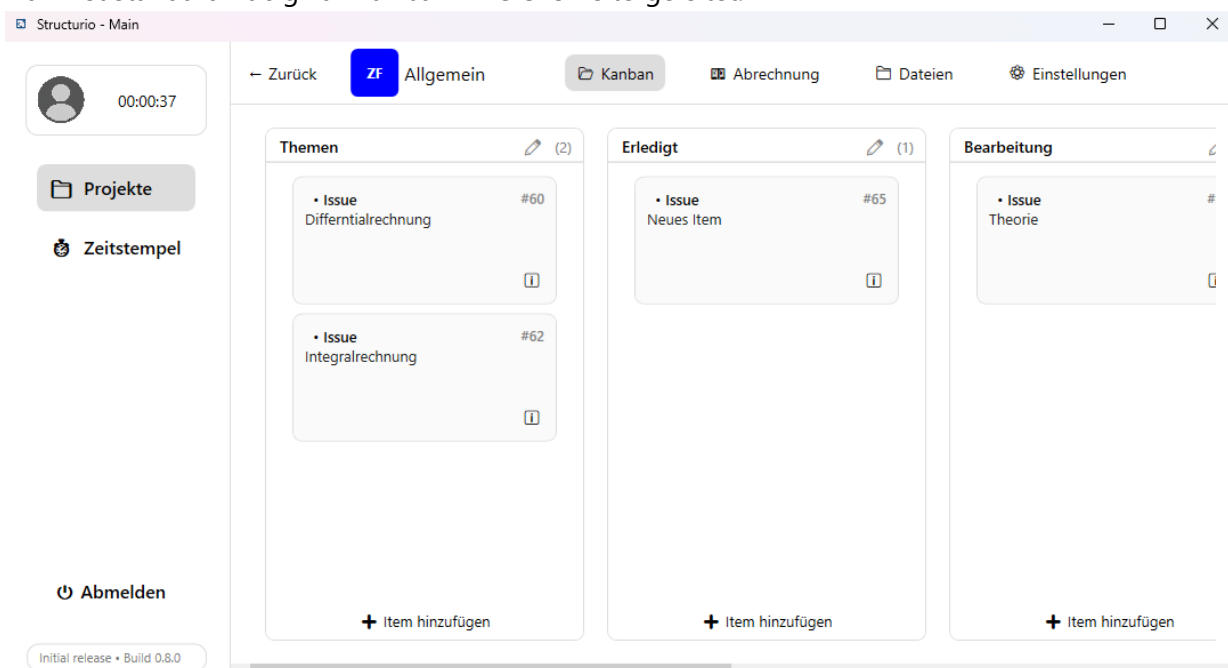 Structurio - Main
00:00:37
← Zurück ZF Allgemein Kanban Abrechnung Dateien Einstellungen
Projekte
Zeitstempel
Abmelden
Initial release • Build 0.8.0
Themen (2)
• Issue #60
Differntialrechnung
• Issue #62
Integralrechnung
+ Item hinzufügen
Erledigt (1)
• Issue #65
Neues Item
+ Item hinzufügen
Bearbeitung
• Issue #
Theorie
+ Item hinzufügen